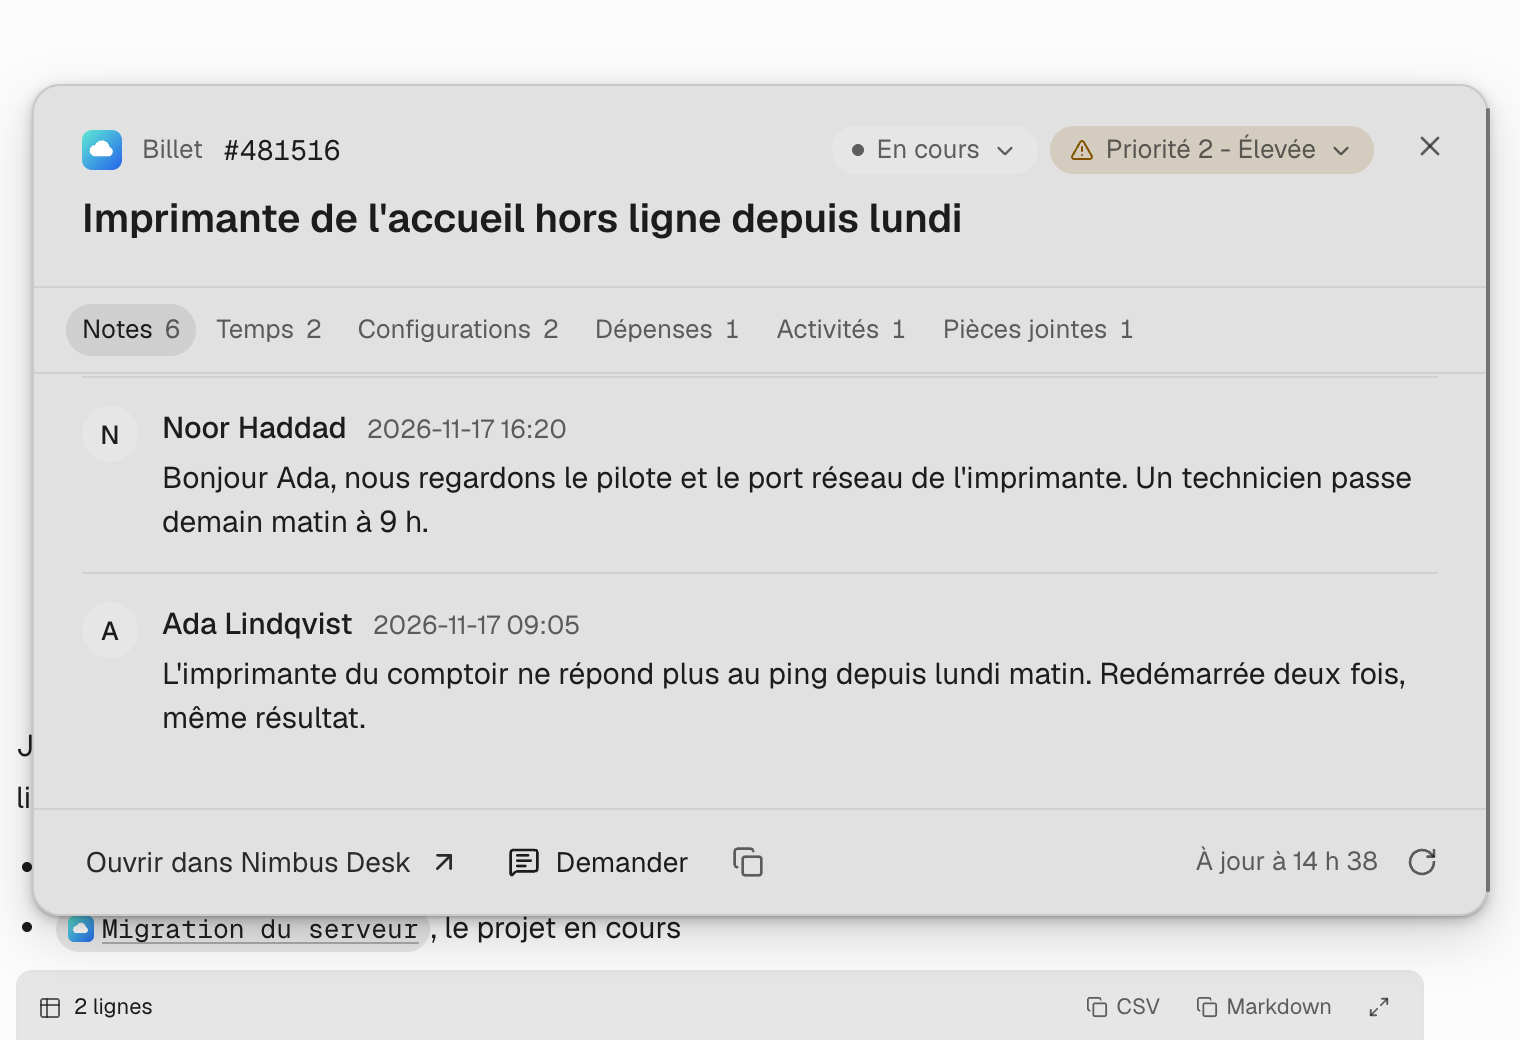 Billet #481516
En cours
Priorité 2 - Élevée
Imprimante de l'accueil hors ligne depuis lundi
Notes 6 Temps 2 Configurations 2 Dépenses 1 Activités 1 Pièces jointes 1
N
Noor Haddad 2026-11-17 16:20
Bonjour Ada, nous regardons le pilote et le port réseau de l'imprimante. Un technicien passe
demain matin à 9 h.
A
Ada Lindqvist 2026-11-17 09:05
L'imprimante du comptoir ne répond plus au ping depuis lundi matin. Redémarrée deux fois,
même résultat.
J
li
Ouvrir dans Nimbus Desk Demander À jour à 14 h 38
Migration du serveur, le projet en cours
2 lignes CSV Markdown